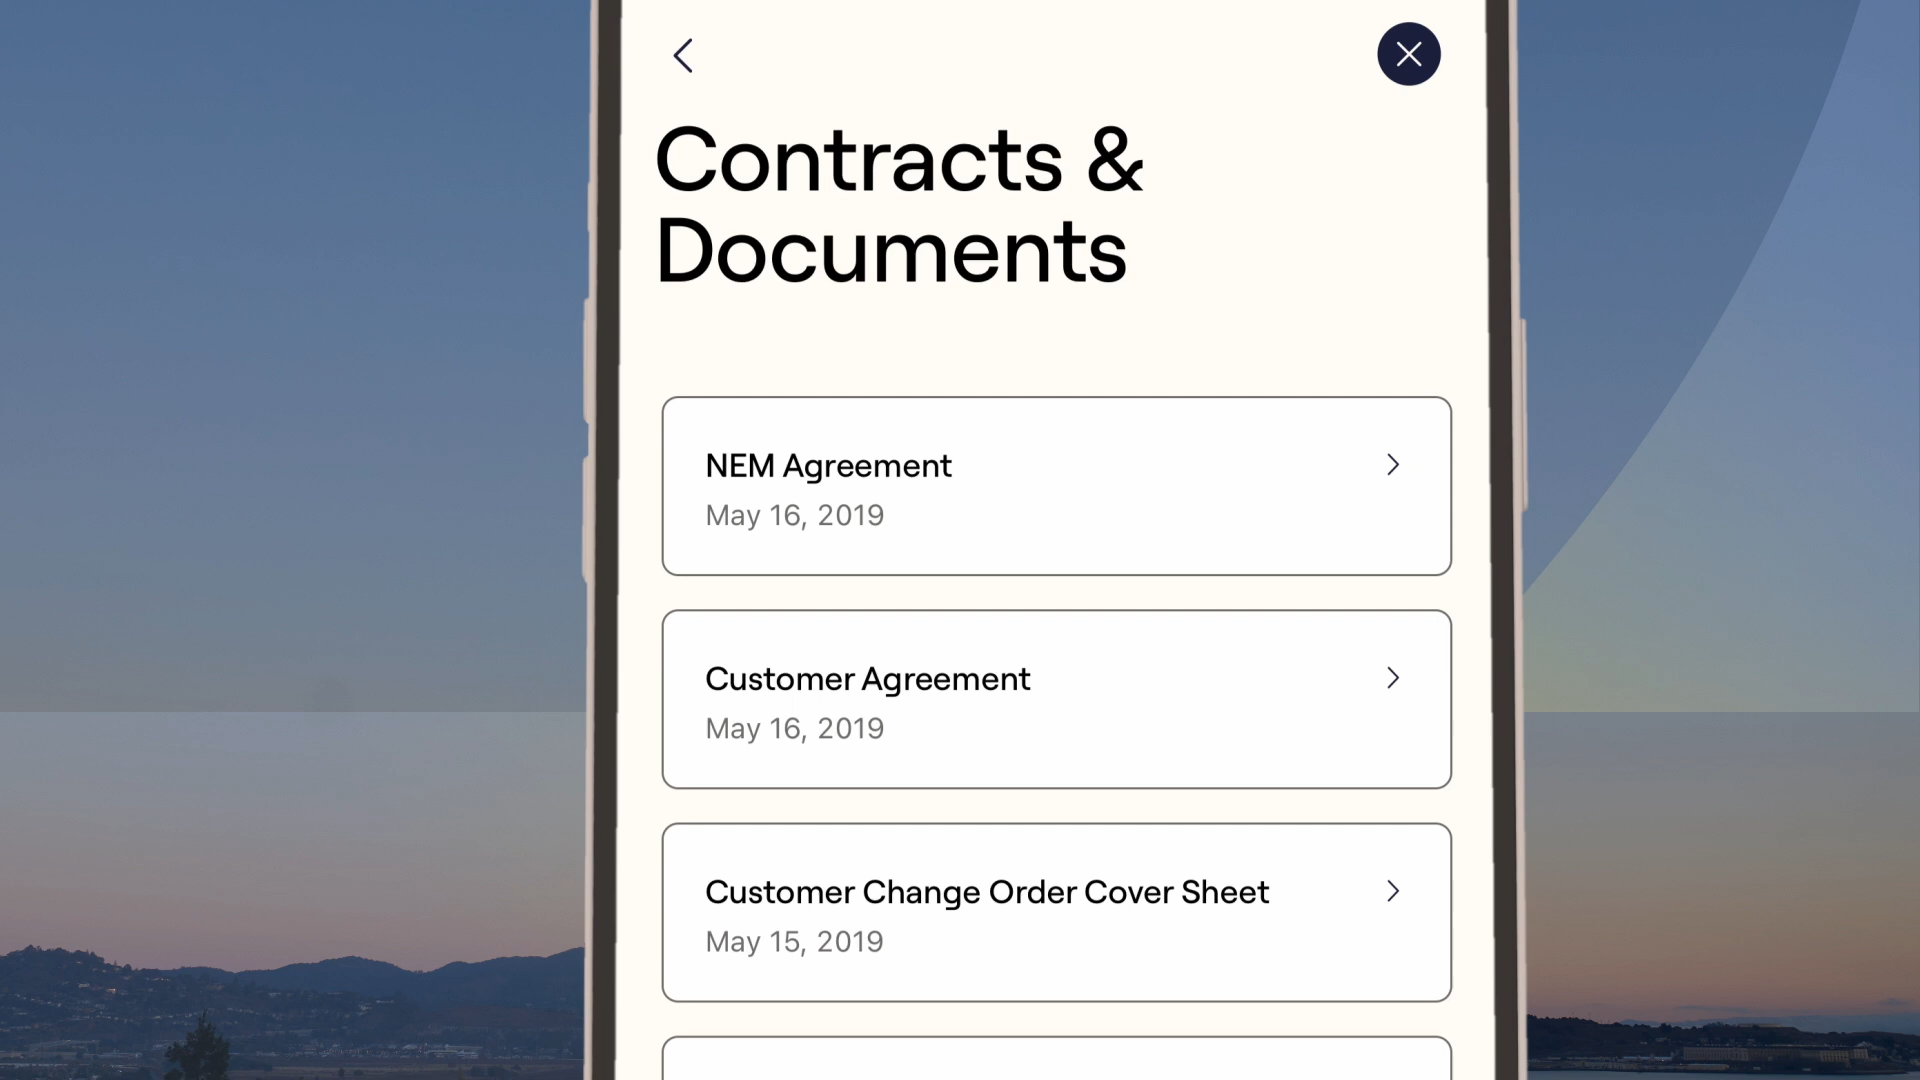 Contracts &
Documents
NEM Agreement
May 16, 2019
Customer Agreement
May 16, 2019
Customer Change Order Cover Sheet
May 15, 2019